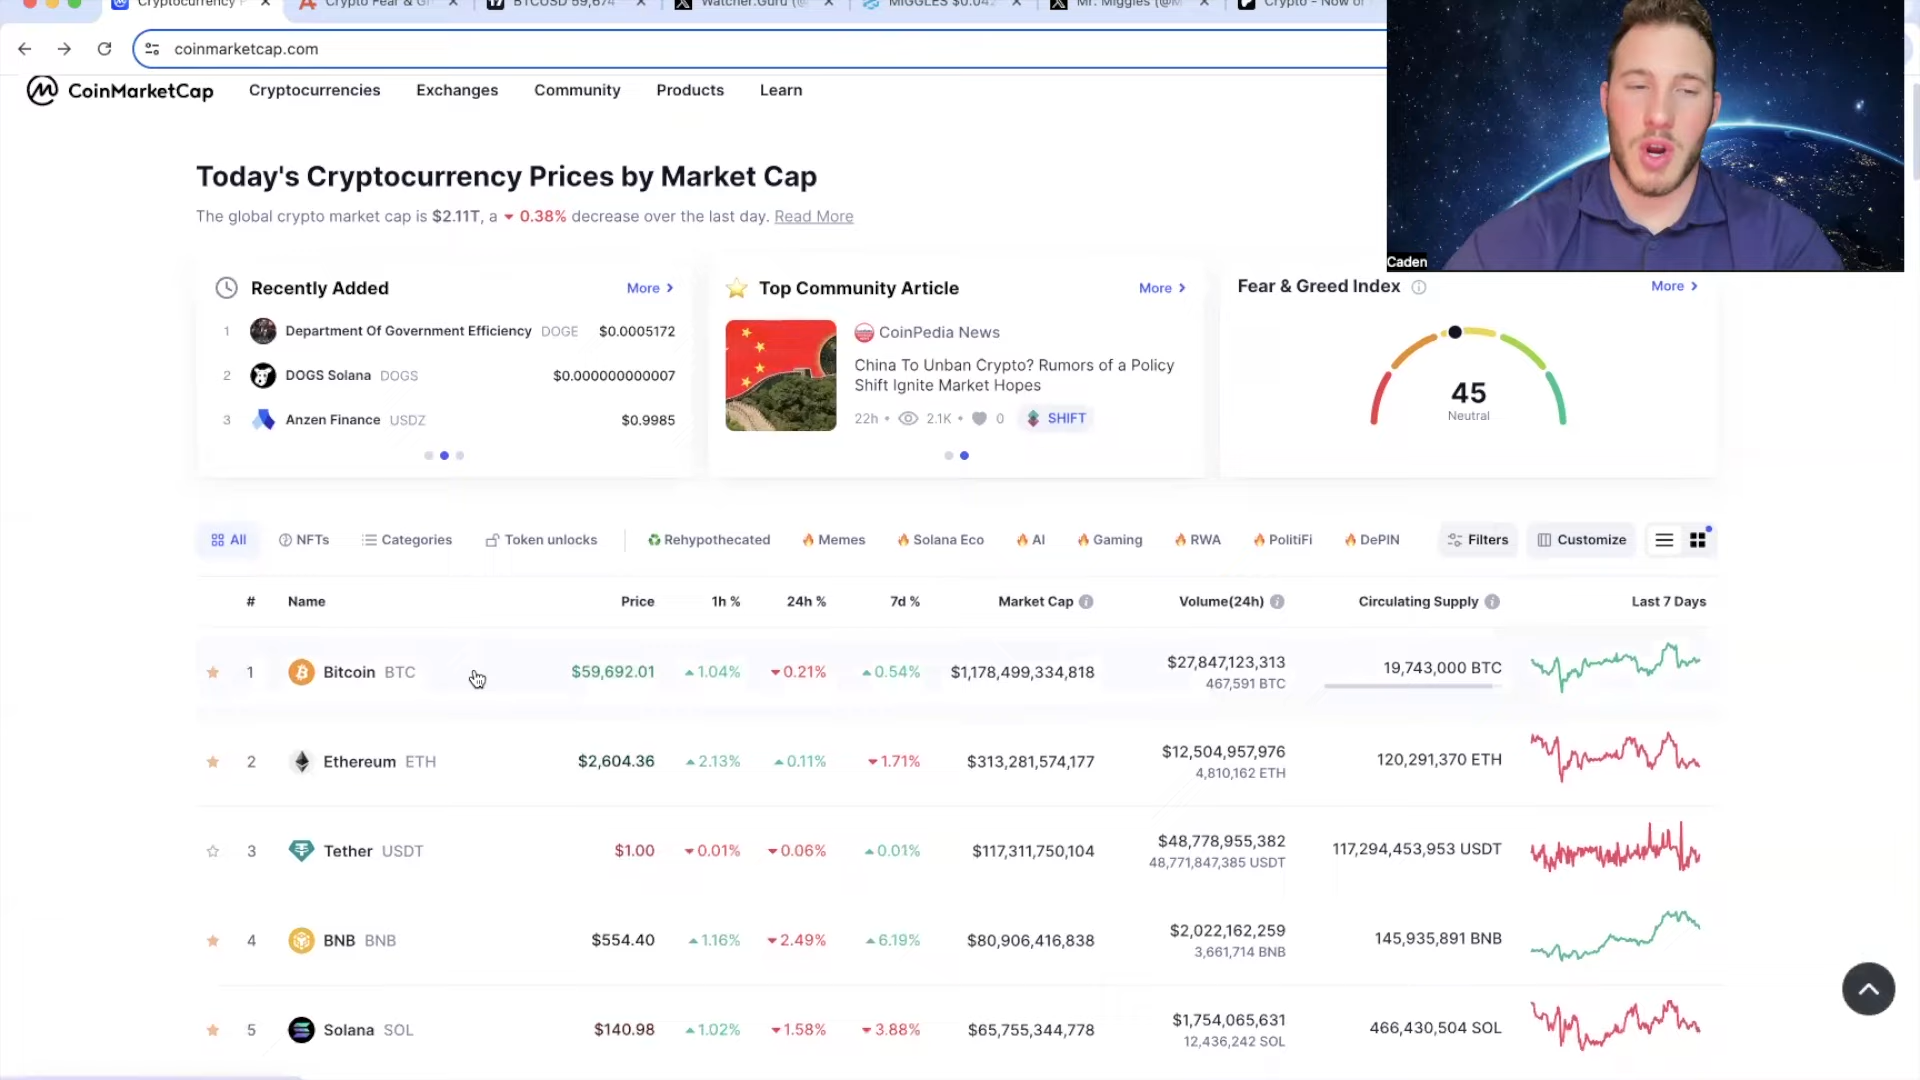 BTCUSD 59,674
Watcher.Guru (@
MIGGLES $0.042
Mr. Miggles (@M
Crypto - Now or
coinmarketcap.com
CoinMarketCap
Cryptocurrencies
Exchanges
Community
Products
Learn
Caden
Today's Cryptocurrency Prices by Market Cap
The global crypto market cap is $2.11T, a 0.38% decrease over the last day. Read More
Recently Added
More >
1 Department Of Government Efficiency DOGE $0.0005172
2 DOGS Solana DOGS $0.000000000007
3 Anzen Finance USDZ $0.9985
Top Community Article
More >
CoinPedia News
China To Unban Crypto? Rumors of a Policy
Shift Ignite Market Hopes
22h • 2.1K • 0 SHIFT
Fear & Greed Index
More >
45
Neutral
All NFTs Categories Token unlocks Rehypothecated Memes Solana Eco AI Gaming RWA PolitiFi DePIN Filters Customize
# Name Price 1h % 24h % 7d % Market Cap Volume(24h) Circulating Supply Last 7 Days
1 Bitcoin BTC $59,692.01 1.04% 0.21% 0.54% $1,178,499,334,818 $27,847,123,313 19,743,000 BTC
467,591 BTC
2 Ethereum ETH $2,604.36 2.13% 0.11% 1.71% $313,281,574,177 $12,504,957,976 120,291,370 ETH
4,810,162 ETH
3 Tether USDT $1.00 0.01% 0.06% 0.01% $117,311,750,104 $48,778,955,382 117,294,453,953 USDT
48,771,847,385 USDT
4 BNB BNB $554.40 1.16% 2.49% 6.19% $80,906,416,838 $2,022,162,259 145,935,891 BNB
3,661,714 BNB
5 Solana SOL $140.98 1.02% 1.58% 3.88% $65,755,344,778 $1,754,065,631 466,430,504 SOL
12,436,242 SOL